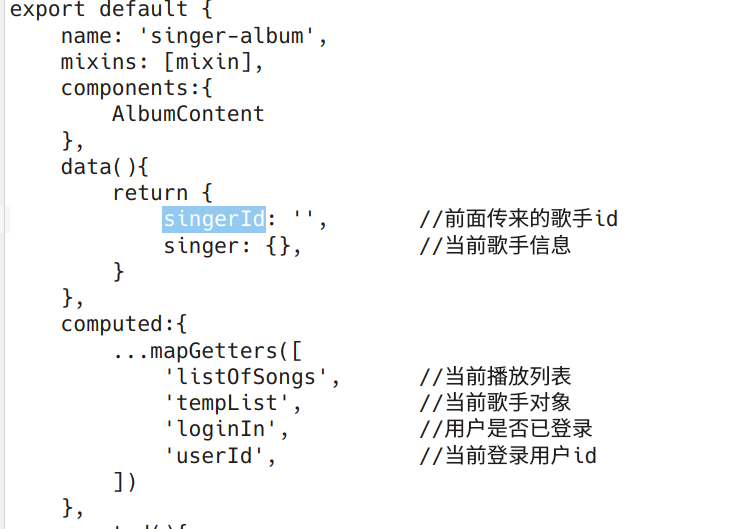 export default {
    name: 'singer-album',
    mixins: [mixin],
    components:{
        AlbumContent
    },
    data(){
        return {
            singerId: '',       //前面传来的歌手id
            singer: {},         //当前歌手信息
        }
    },
    computed:{
        ...mapGetters([
            'listOfSongs',      //当前播放列表
            'tempList',         //当前歌手对象
            'loginIn',          //用户是否已登录
            'userId',           //当前登录用户id
        ])
    },